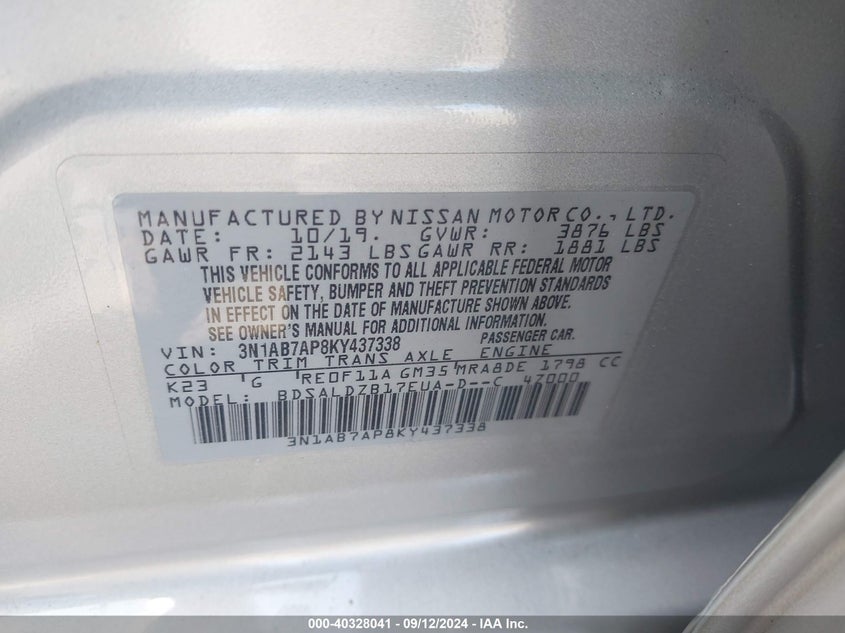 MANUFACTURED BY NISSAN MOTOR CO., LTD.
DATE: 10/19. GVWR: 3876 LBS
GAWR FR: 2143 LBS GAWR RR: 1881 LBS
THIS VEHICLE CONFORMS TO ALL APPLICABLE FEDERAL MOTOR
VEHICLE SAFETY, BUMPER AND THEFT PREVENTION STANDARDS
IN EFFECT ON THE DATE OF MANUFACTURE SHOWN ABOVE.
SEE OWNER'S MANUAL FOR ADDITIONAL INFORMATION.
VIN: 3N1AB7AP8KY437338 PASSENGER CAR.
COLOR TRIM TRANS AXLE ENGINE
K23 G RE0F11A GM35 MRA8DE 1798 CC
MODEL: BDSALDZB17EUA-D--C 47000
3N1AB7AP8KY437338
000-40328041 - 09/12/2024 - IAA Inc.